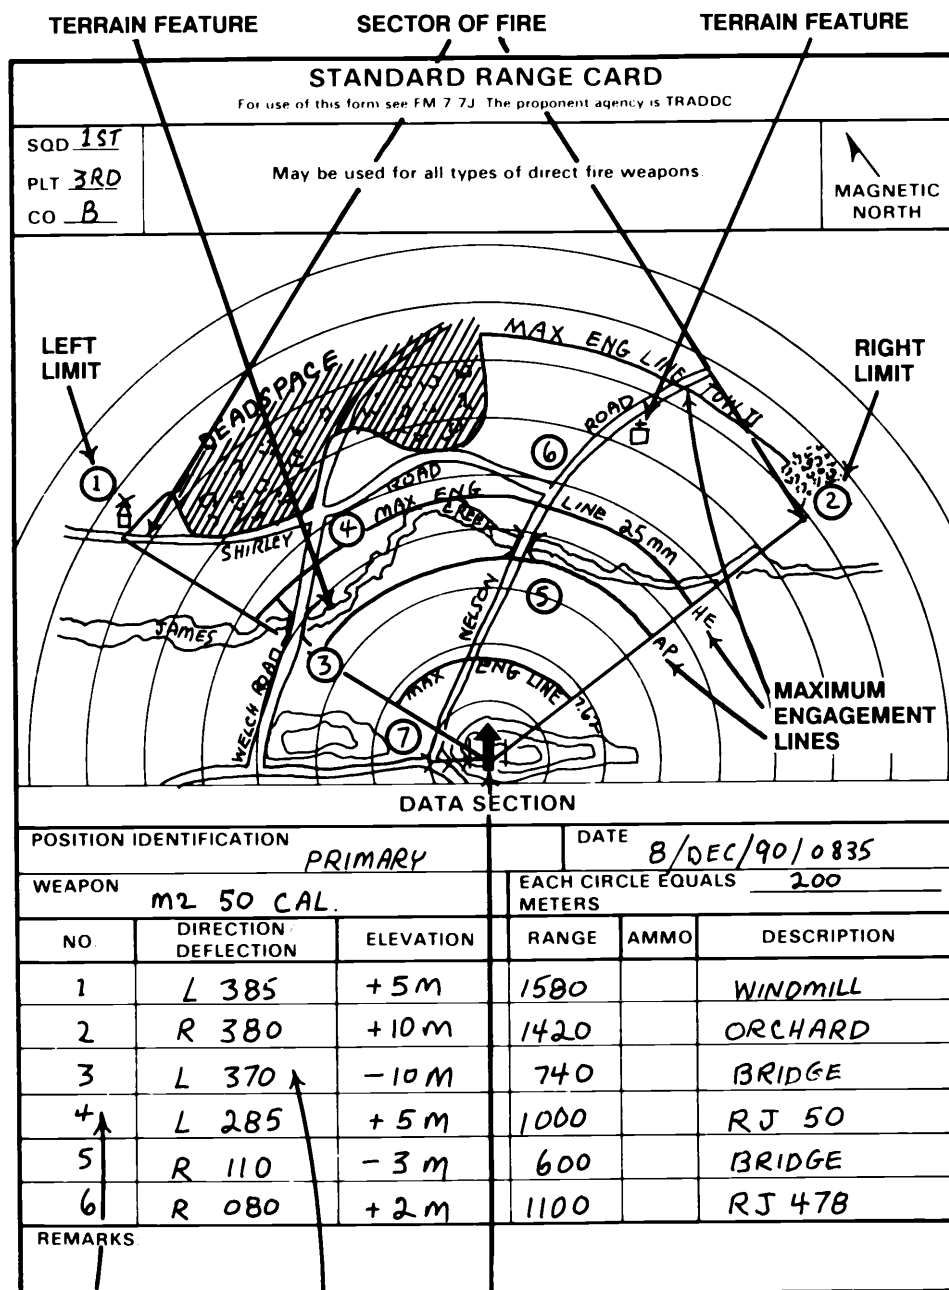 TERRAIN FEATURE SECTOR OF FIRE TERRAIN FEATURE
STANDARD RANGE CARD
For use of this form see FM 7 7J The proponent agency is TRADDC
SQD 1ST
PLT 3RD
CO B
May be used for all types of direct fire weapons.
MAGNETIC
NORTH
LEFT
LIMIT
RIGHT
LIMIT
DEADSPACE
MAX ENG LINE TOW
ROAD
1
2
6
ROAD
MAX ENG LINE 25mm
4
SHIRLEY
CREEK
JAMES
5
NELSON
HE
AP
3
WELCH ROAD
MAX ENG LINE 7.62
7
MAXIMUM
ENGAGEMENT
LINES
DATA SECTION
POSITION IDENTIFICATION PRIMARY
DATE 8/DEC/90/0835
WEAPON M2 50 CAL.
EACH CIRCLE EQUALS 200
METERS
NO. DIRECTION DEFLECTION ELEVATION RANGE AMMO DESCRIPTION
1 L 385 +5M 1580 WINDMILL
2 R 380 +10M 1420 ORCHARD
3 L 370 -10M 740 BRIDGE
4 L 285 +5M 1000 RJ 50
5 R 110 -3M 600 BRIDGE
6 R 080 +2M 1100 RJ 478
REMARKS